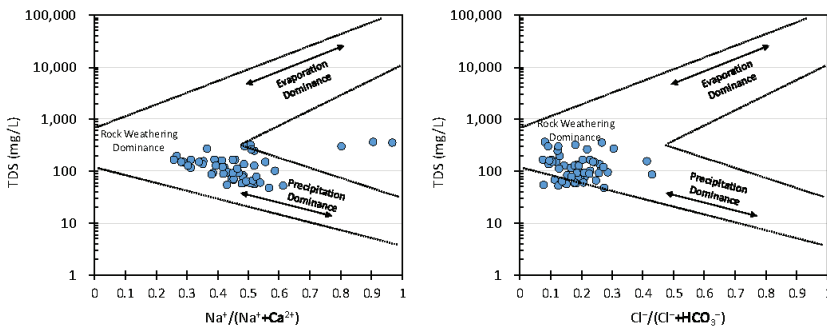 100,000
10,000
1,000
100
10
1
TDS (mg/L)
Evaporation
Dominance
Rock Weathering
Dominance
Precipitation
Dominance
0 0.1 0.2 0.3 0.4 0.5 0.6 0.7 0.8 0.9 1
Na⁺/(Na⁺+Ca²⁺)
100,000
10,000
1,000
100
10
1
TDS (mg/L)
Evaporation
Dominance
Rock Weathering
Dominance
Precipitation
Dominance
0 0.1 0.2 0.3 0.4 0.5 0.6 0.7 0.8 0.9 1
Cl⁻/(Cl⁻+HCO₃⁻)